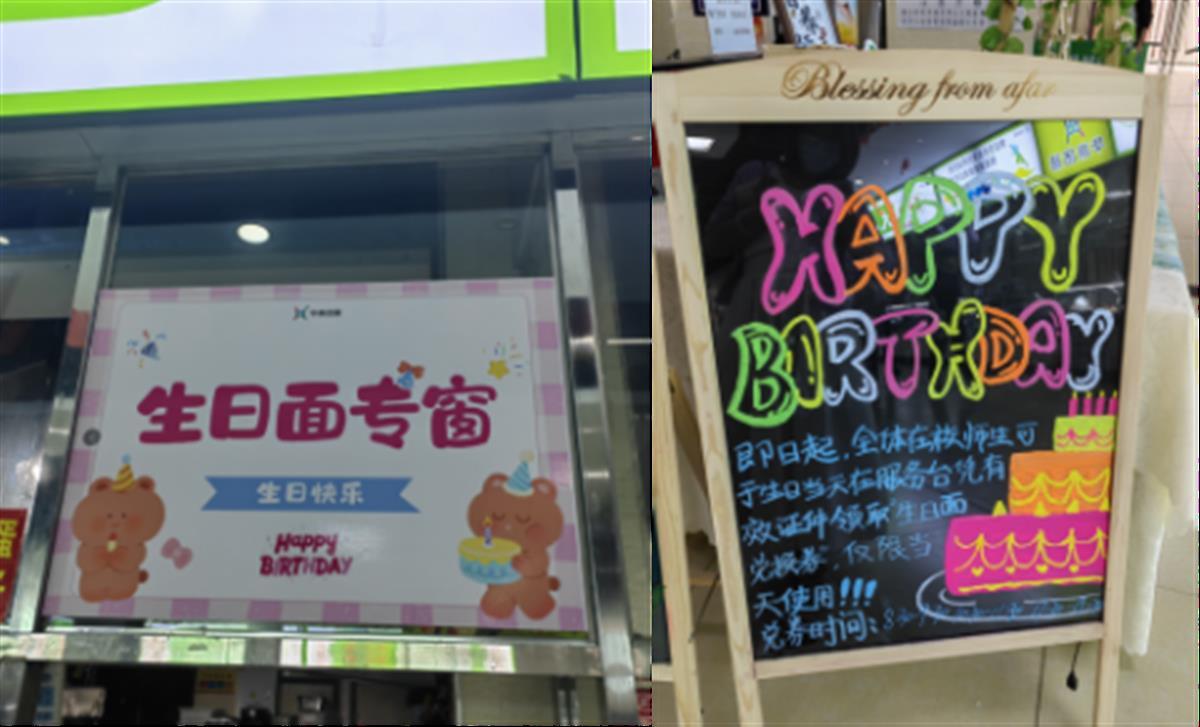 生日面专窗
生日快乐
Happy
BIRTHDAY
Blessing from afar
HAPPY
BIRTHDAY
即日起，全体在校师生可
于生日当天在服务台凭有
效证件领取生日面
兑换券，仅限当
天使用!!!
兑券时间：